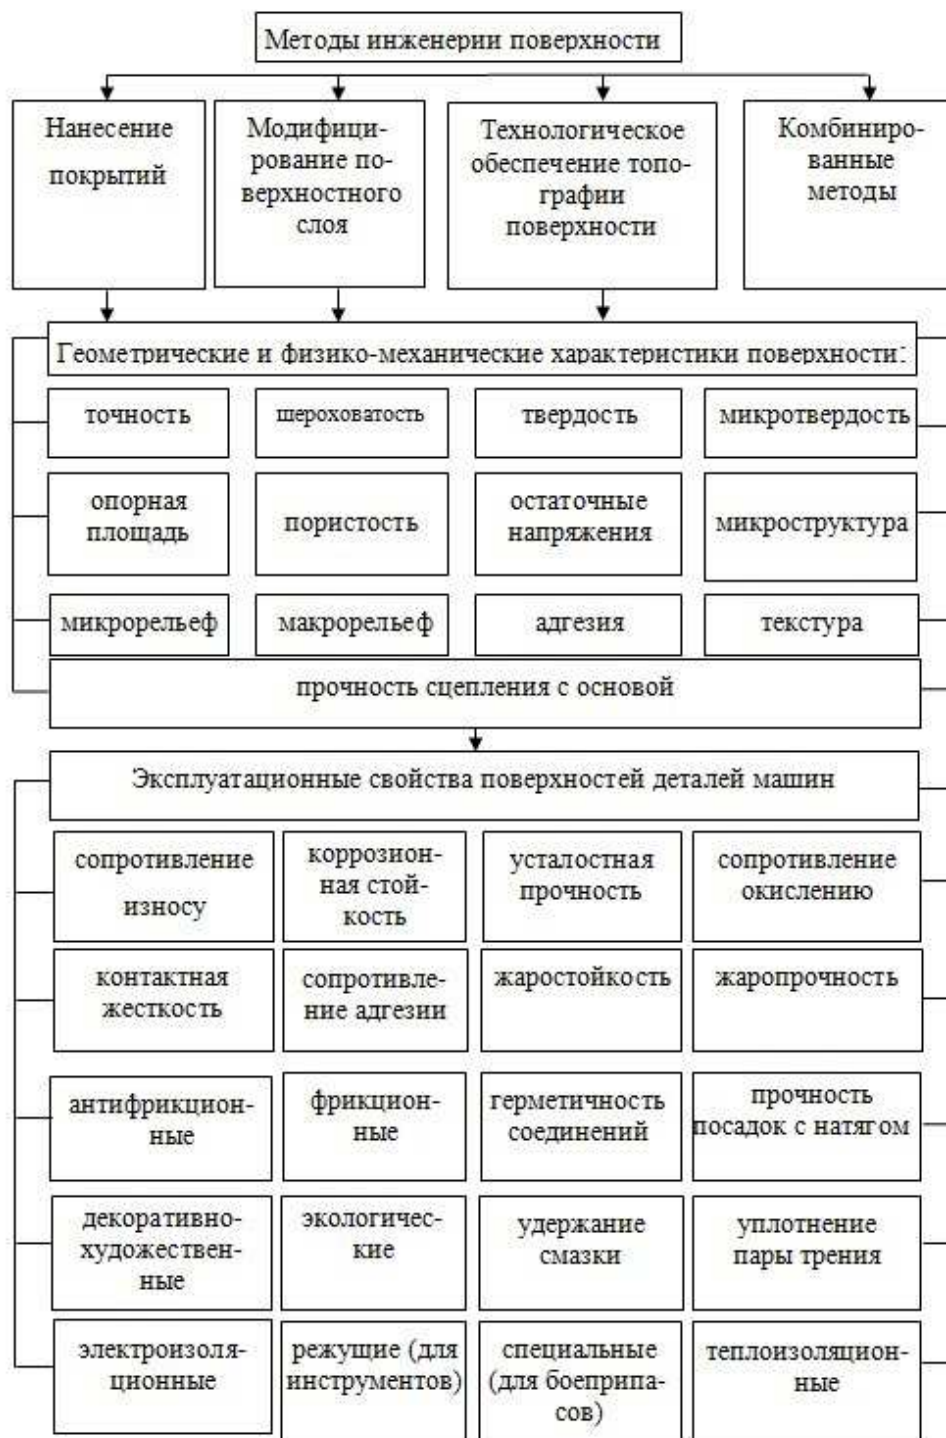 Методы инженерии поверхности
Нанесение
покрытий
Модифици-
рование по-
верхностного
слоя
Технологическое
обеспечение топо-
графии
поверхности
Комбиниро-
ванные
методы
Геометрические и физико-механические характеристики поверхности:
точность
шероховатость
твердость
микротвердость
опорная
площадь
пористость
остаточные
напряжения
микроструктура
микрорельеф
макрорельеф
адгезия
текстура
прочность сцепления с основой
Эксплуатационные свойства поверхностей деталей машин
сопротивление
износу
коррозион-
ная стой-
кость
усталостная
прочность
сопротивление
окислению
контактная
жесткость
сопротивле-
ние адгезии
жаростойкость
жаропрочность
антифрикцион-
ные
фрикцион-
ные
герметичность
соединений
прочность
посадок с натягом
декоративно-
художествен-
ные
экологичес-
кие
удержание
смазки
уплотнение
пары трения
электроизоля-
ционные
режущие (для
инструментов)
специальные
(для боеприпа-
сов)
теплоизоляцион-
ные